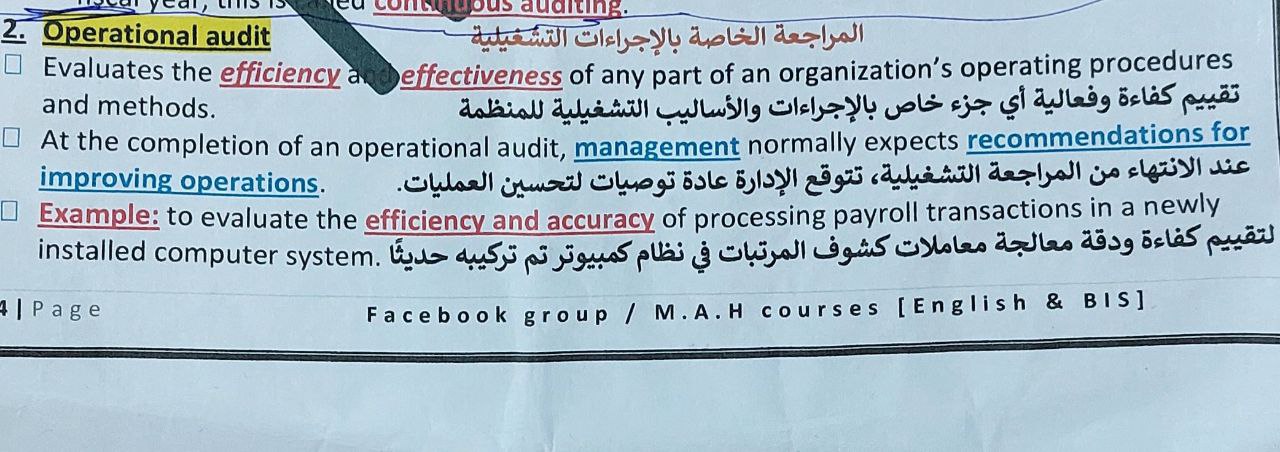 fiscal year, this is continuous auditing.
2. Operational audit المراجعة الخاصة بالإجراءات التشغيلية
□ Evaluates the efficiency and effectiveness of any part of an organization's operating procedures
and methods. تقييم كفاءة وفعالية أي جزء خاص بالإجراءات والأساليب التشغيلية للمنظمة
□ At the completion of an operational audit, management normally expects recommendations for
improving operations. عند الانتهاء من المراجعة التشغيلية، تتوقع الإدارة عادة توصيات لتحسين العمليات.
□ Example: to evaluate the efficiency and accuracy of processing payroll transactions in a newly
installed computer system. لتقييم كفاءة ودقة معالجة معاملات كشوف المرتبات في نظام كمبيوتر تم تركيبه حديثًا
4 | Page Facebook group / M.A.H courses [English & BIS]